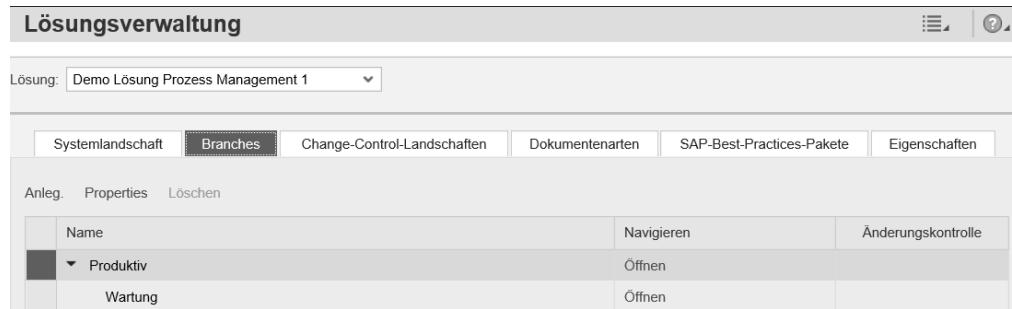 Lösungsverwaltung
Lösung: Demo Lösung Prozess Management 1
Systemlandschaft Branches Change-Control-Landschaften Dokumentenarten SAP-Best-Practices-Pakete Eigenschaften
Anleg. Properties Löschen
Name Navigieren Änderungskontrolle
Produktiv Öffnen
Wartung Öffnen